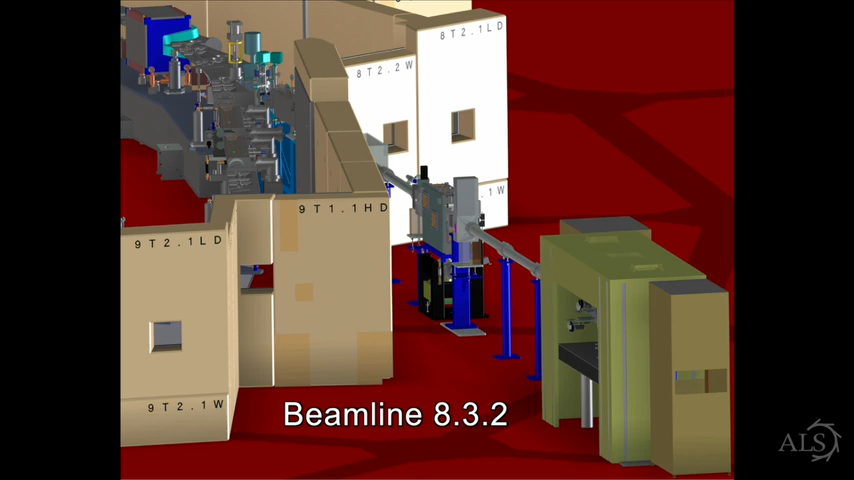 8T2.1LD
8T2.2W
.1W
9T1.1HD
9T2.1LD
9T2.1W
Beamline 8.3.2
ALS